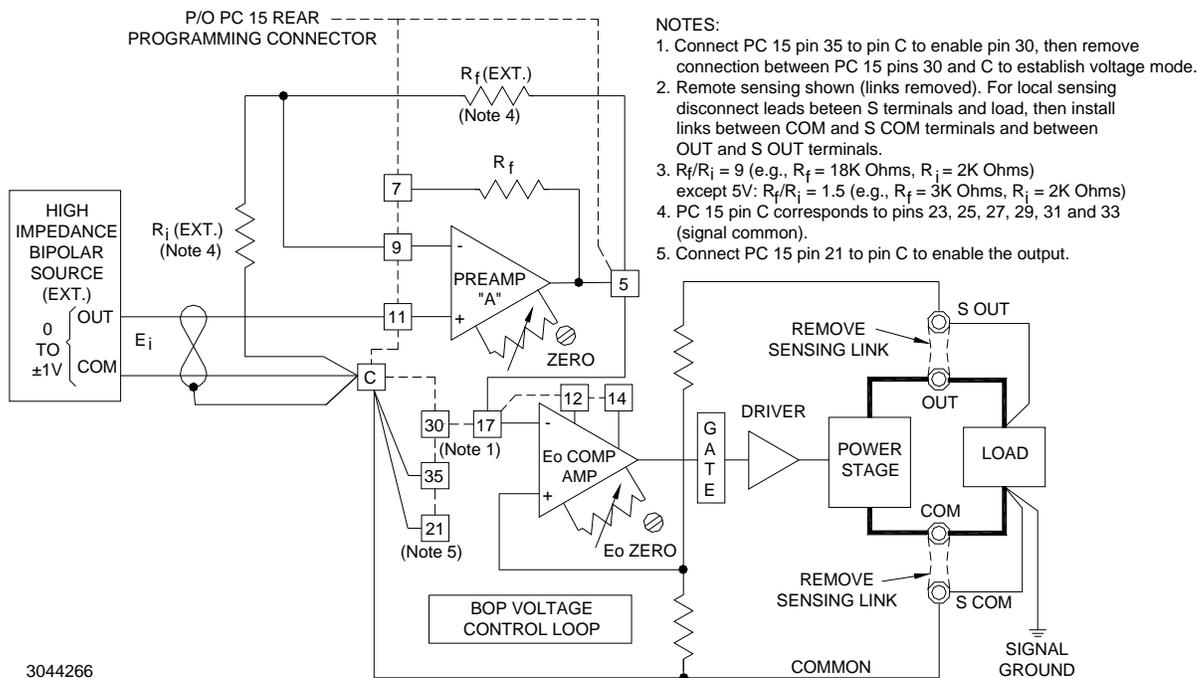 P/O PC 15 REAR
PROGRAMMING CONNECTOR
NOTES:
1. Connect PC 15 pin 35 to pin C to enable pin 30, then remove
connection between PC 15 pins 30 and C to establish voltage mode.
2. Remote sensing shown (links removed). For local sensing
disconnect leads beteen S terminals and load, then install
links between COM and S COM terminals and between
OUT and S OUT terminals.
3. Rf/Ri = 9 (e.g., Rf = 18K Ohms, Ri = 2K Ohms)
except 5V: Rf/Ri = 1.5 (e.g., Rf = 3K Ohms, Ri = 2K Ohms)
4. PC 15 pin C corresponds to pins 23, 25, 27, 29, 31 and 33
(signal common).
5. Connect PC 15 pin 21 to pin C to enable the output.
Rf (EXT.)
(Note 4)
Rf
7
HIGH
IMPEDANCE
BIPOLAR
SOURCE
(EXT.)
OUT
0
TO
±1V
COM
Ei
Ri (EXT.)
(Note 4)
9
-
PREAMP
"A"
5
11
+
ZERO
C
30
17
12
14
(Note 1)
35
21
(Note 5)
-
Eo COMP
AMP
+
Eo ZERO
GATE
DRIVER
POWER
STAGE
LOAD
S OUT
REMOVE
SENSING LINK
OUT
COM
REMOVE
SENSING LINK
S COM
SIGNAL
GROUND
BOP VOLTAGE
CONTROL LOOP
COMMON
3044266